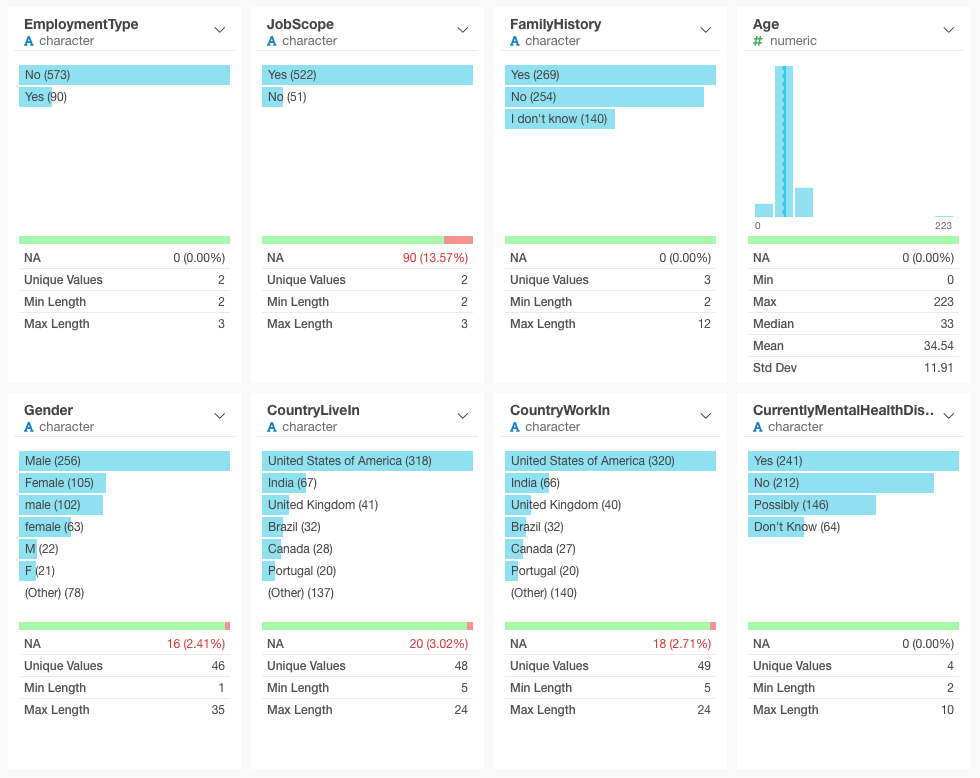 EmploymentType
A character
No (573)
Yes (90)
NA 0 (0.00%)
Unique Values 2
Min Length 2
Max Length 3
JobScope
A character
Yes (522)
No (51)
NA 90 (13.57%)
Unique Values 2
Min Length 2
Max Length 3
FamilyHistory
A character
Yes (269)
No (254)
I don't know (140)
NA 0 (0.00%)
Unique Values 3
Min Length 2
Max Length 12
Age
# numeric
0 223
NA 0 (0.00%)
Min 0
Max 223
Median 33
Mean 34.54
Std Dev 11.91
Gender
A character
Male (256)
Female (105)
male (102)
female (63)
M (22)
F (21)
(Other) (78)
NA 16 (2.41%)
Unique Values 46
Min Length 1
Max Length 35
CountryLiveIn
A character
United States of America (318)
India (67)
United Kingdom (41)
Brazil (32)
Canada (28)
Portugal (20)
(Other) (137)
NA 20 (3.02%)
Unique Values 48
Min Length 5
Max Length 24
CountryWorkIn
A character
United States of America (320)
India (66)
United Kingdom (40)
Brazil (32)
Canada (27)
Portugal (20)
(Other) (140)
NA 18 (2.71%)
Unique Values 49
Min Length 5
Max Length 24
CurrentlyMentalHealthDis..
A character
Yes (241)
No (212)
Possibly (146)
Don't Know (64)
NA 0 (0.00%)
Unique Values 4
Min Length 2
Max Length 10